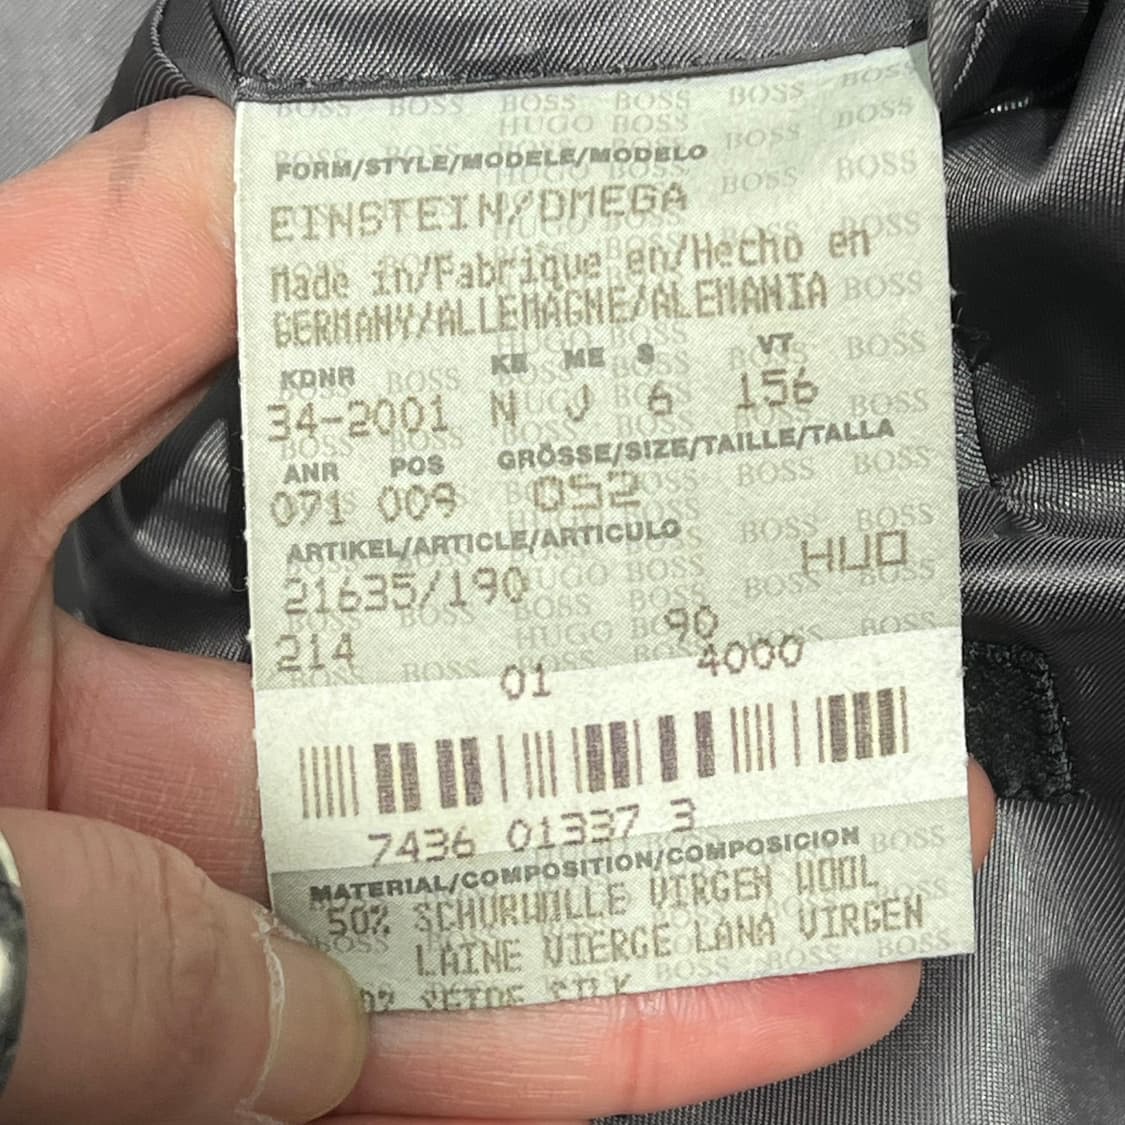 FORM/STYLE/MODELE/MODELO
EINSTEIN/OMEGA
Made in/Fabrique en/Hecho en
GERMANY/ALLEMAGNE/ALEMANIA
KDNR KE ME S VT
34-2001 N J 6 156
ANR POS GRÖSSE/SIZE/TAILLE/TALLA
071 009 052
ARTIKEL/ARTICLE/ARTICULO
21635/190 HUO
214 90
01 4000
7436 01337 3
MATERIAL/COMPOSITION/COMPOSICION
50% SCHURWOLLE VIRGEN WOOL
LAINE VIERGE LANA VIRGEN
SEIDE SILK